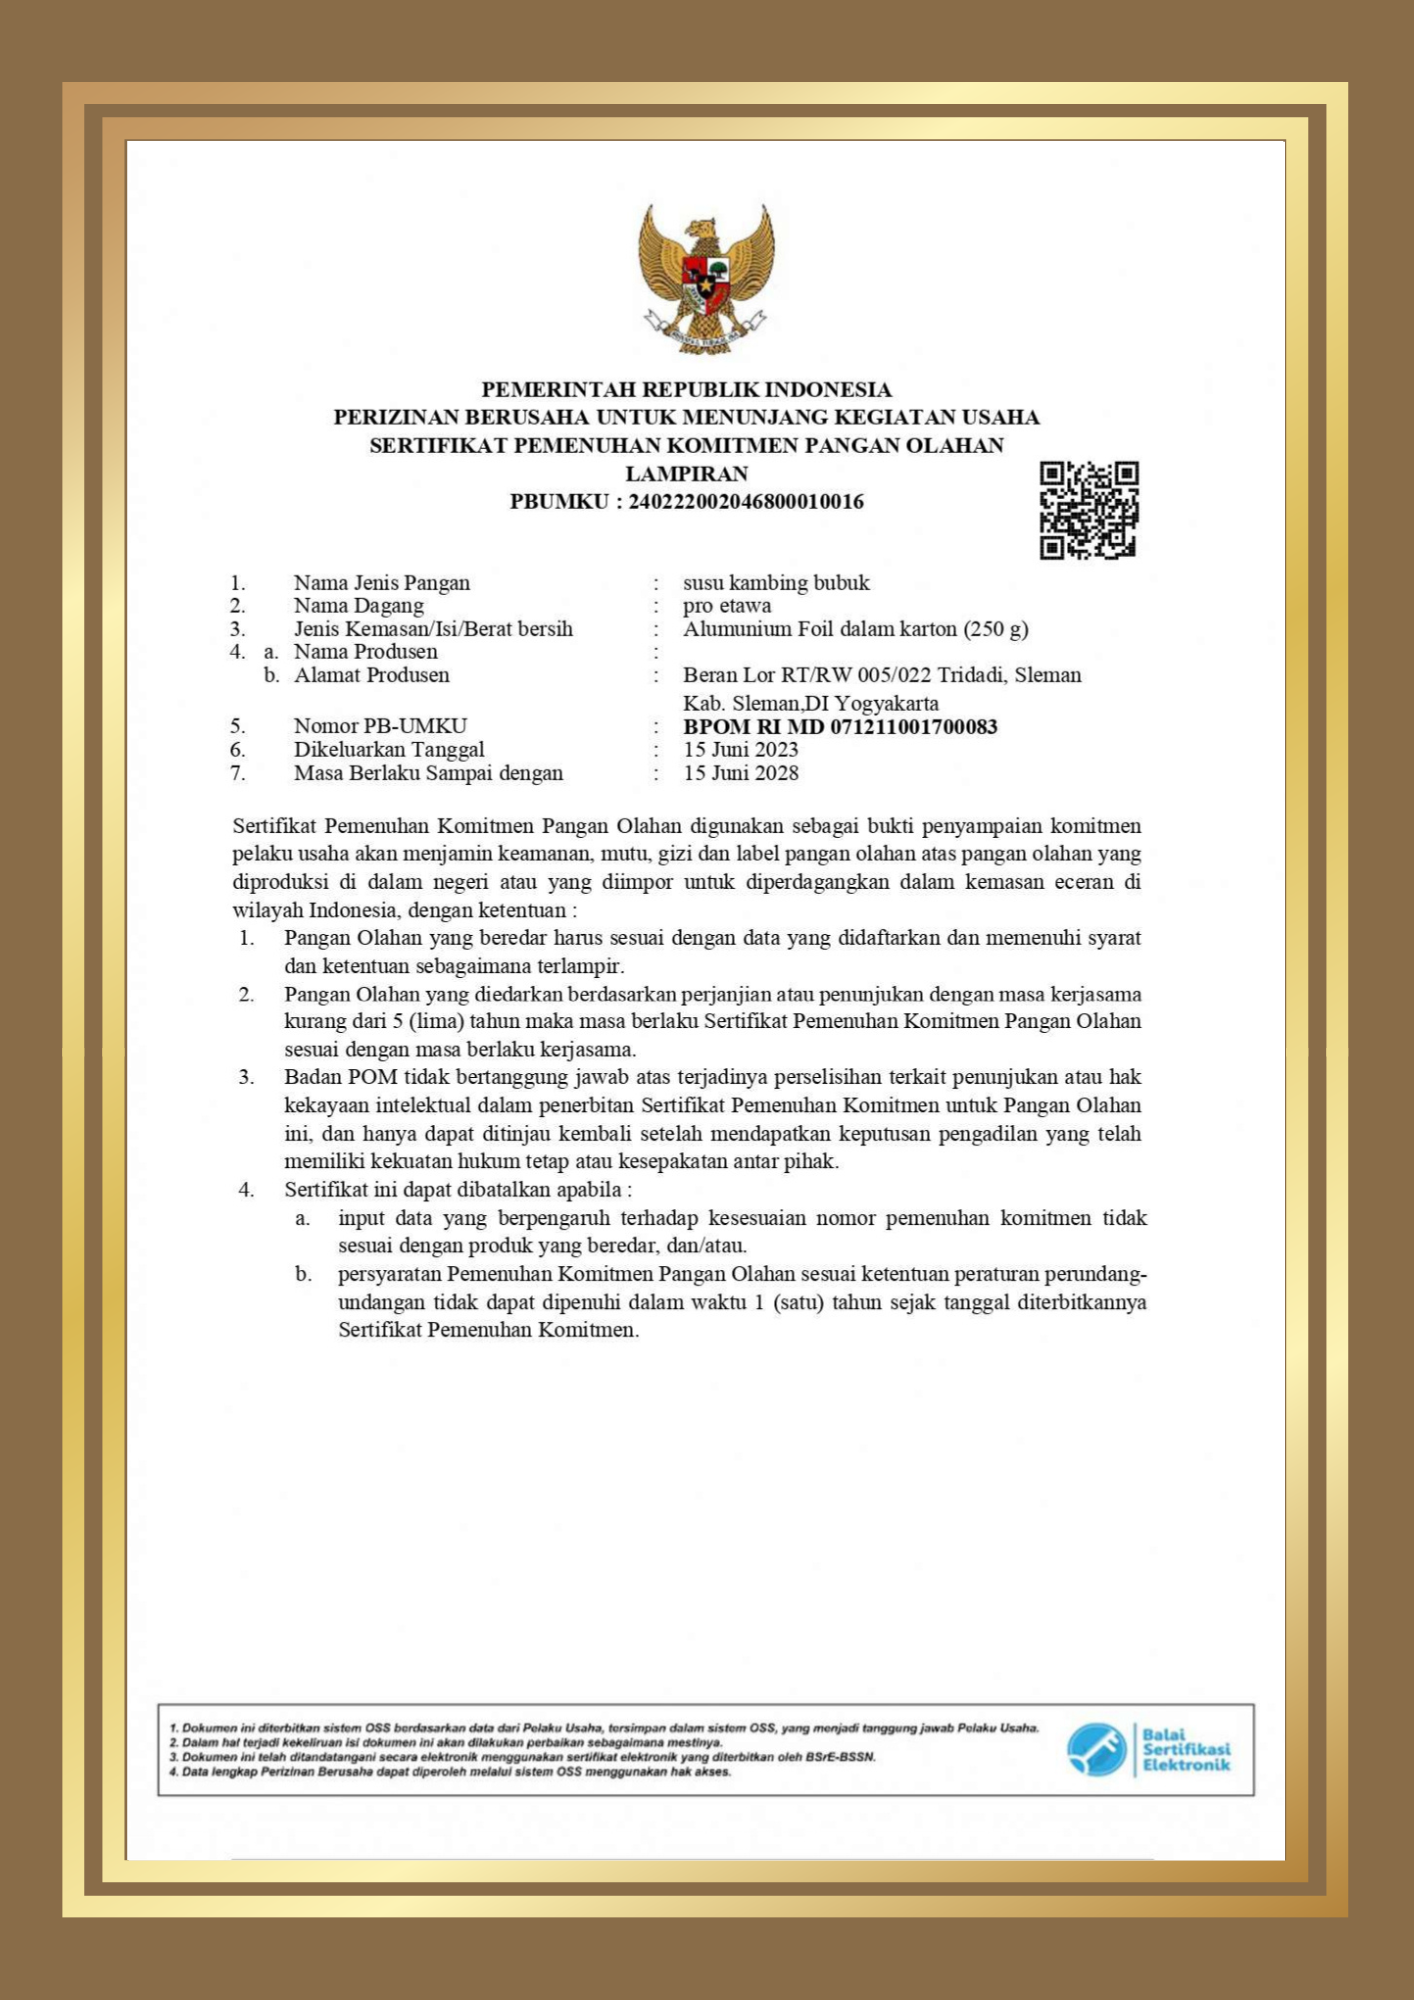 PEMERINTAH REPUBLIK INDONESIA
PERIZINAN BERUSAHA UNTUK MENUNJANG KEGIATAN USAHA
SERTIFIKAT PEMENUHAN KOMITMEN PANGAN OLAHAN
LAMPIRAN
PBUMKU : 240222002046800010016
1. Nama Jenis Pangan : susu kambing bubuk
2. Nama Dagang : pro etawa
3. Jenis Kemasan/Isi/Berat bersih : Alumunium Foil dalam karton (250 g)
4. a. Nama Produsen :
b. Alamat Produsen : Beran Lor RT/RW 005/022 Tridadi, Sleman
Kab. Sleman,DI Yogyakarta
5. Nomor PB-UMKU : BPOM RI MD 071211001700083
6. Dikeluarkan Tanggal : 15 Juni 2023
7. Masa Berlaku Sampai dengan : 15 Juni 2028
Sertifikat Pemenuhan Komitmen Pangan Olahan digunakan sebagai bukti penyampaian komitmen
pelaku usaha akan menjamin keamanan, mutu, gizi dan label pangan olahan atas pangan olahan yang
diproduksi di dalam negeri atau yang diimpor untuk diperdagangkan dalam kemasan eceran di
wilayah Indonesia, dengan ketentuan :
1. Pangan Olahan yang beredar harus sesuai dengan data yang didaftarkan dan memenuhi syarat
dan ketentuan sebagaimana terlampir.
2. Pangan Olahan yang diedarkan berdasarkan perjanjian atau penunjukan dengan masa kerjasama
kurang dari 5 (lima) tahun maka masa berlaku Sertifikat Pemenuhan Komitmen Pangan Olahan
sesuai dengan masa berlaku kerjasama.
3. Badan POM tidak bertanggung jawab atas terjadinya perselisihan terkait penunjukan atau hak
kekayaan intelektual dalam penerbitan Sertifikat Pemenuhan Komitmen untuk Pangan Olahan
ini, dan hanya dapat ditinjau kembali setelah mendapatkan keputusan pengadilan yang telah
memiliki kekuatan hukum tetap atau kesepakatan antar pihak.
4. Sertifikat ini dapat dibatalkan apabila :
a. input data yang berpengaruh terhadap kesesuaian nomor pemenuhan komitmen tidak
sesuai dengan produk yang beredar, dan/atau.
b. persyaratan Pemenuhan Komitmen Pangan Olahan sesuai ketentuan peraturan perundang-
undangan tidak dapat dipenuhi dalam waktu 1 (satu) tahun sejak tanggal diterbitkannya
Sertifikat Pemenuhan Komitmen.
1. Dokumen ini diterbitkan sistem OSS berdasarkan data dari Pelaku Usaha, tersimpan dalam sistem OSS, yang menjadi tanggung jawab Pelaku Usaha.
2. Dalam hal terjadi kekeliruan isi dokumen ini akan dilakukan perbaikan sebagaimana mestinya.
3. Dokumen ini telah ditandatangani secara elektronik menggunakan sertifikat elektronik yang diterbitkan oleh BSrE-BSSN.
4. Data lengkap Perizinan Berusaha dapat diperoleh melalui sistem OSS menggunakan hak akses.
Balai
Sertifikasi
Elektronik